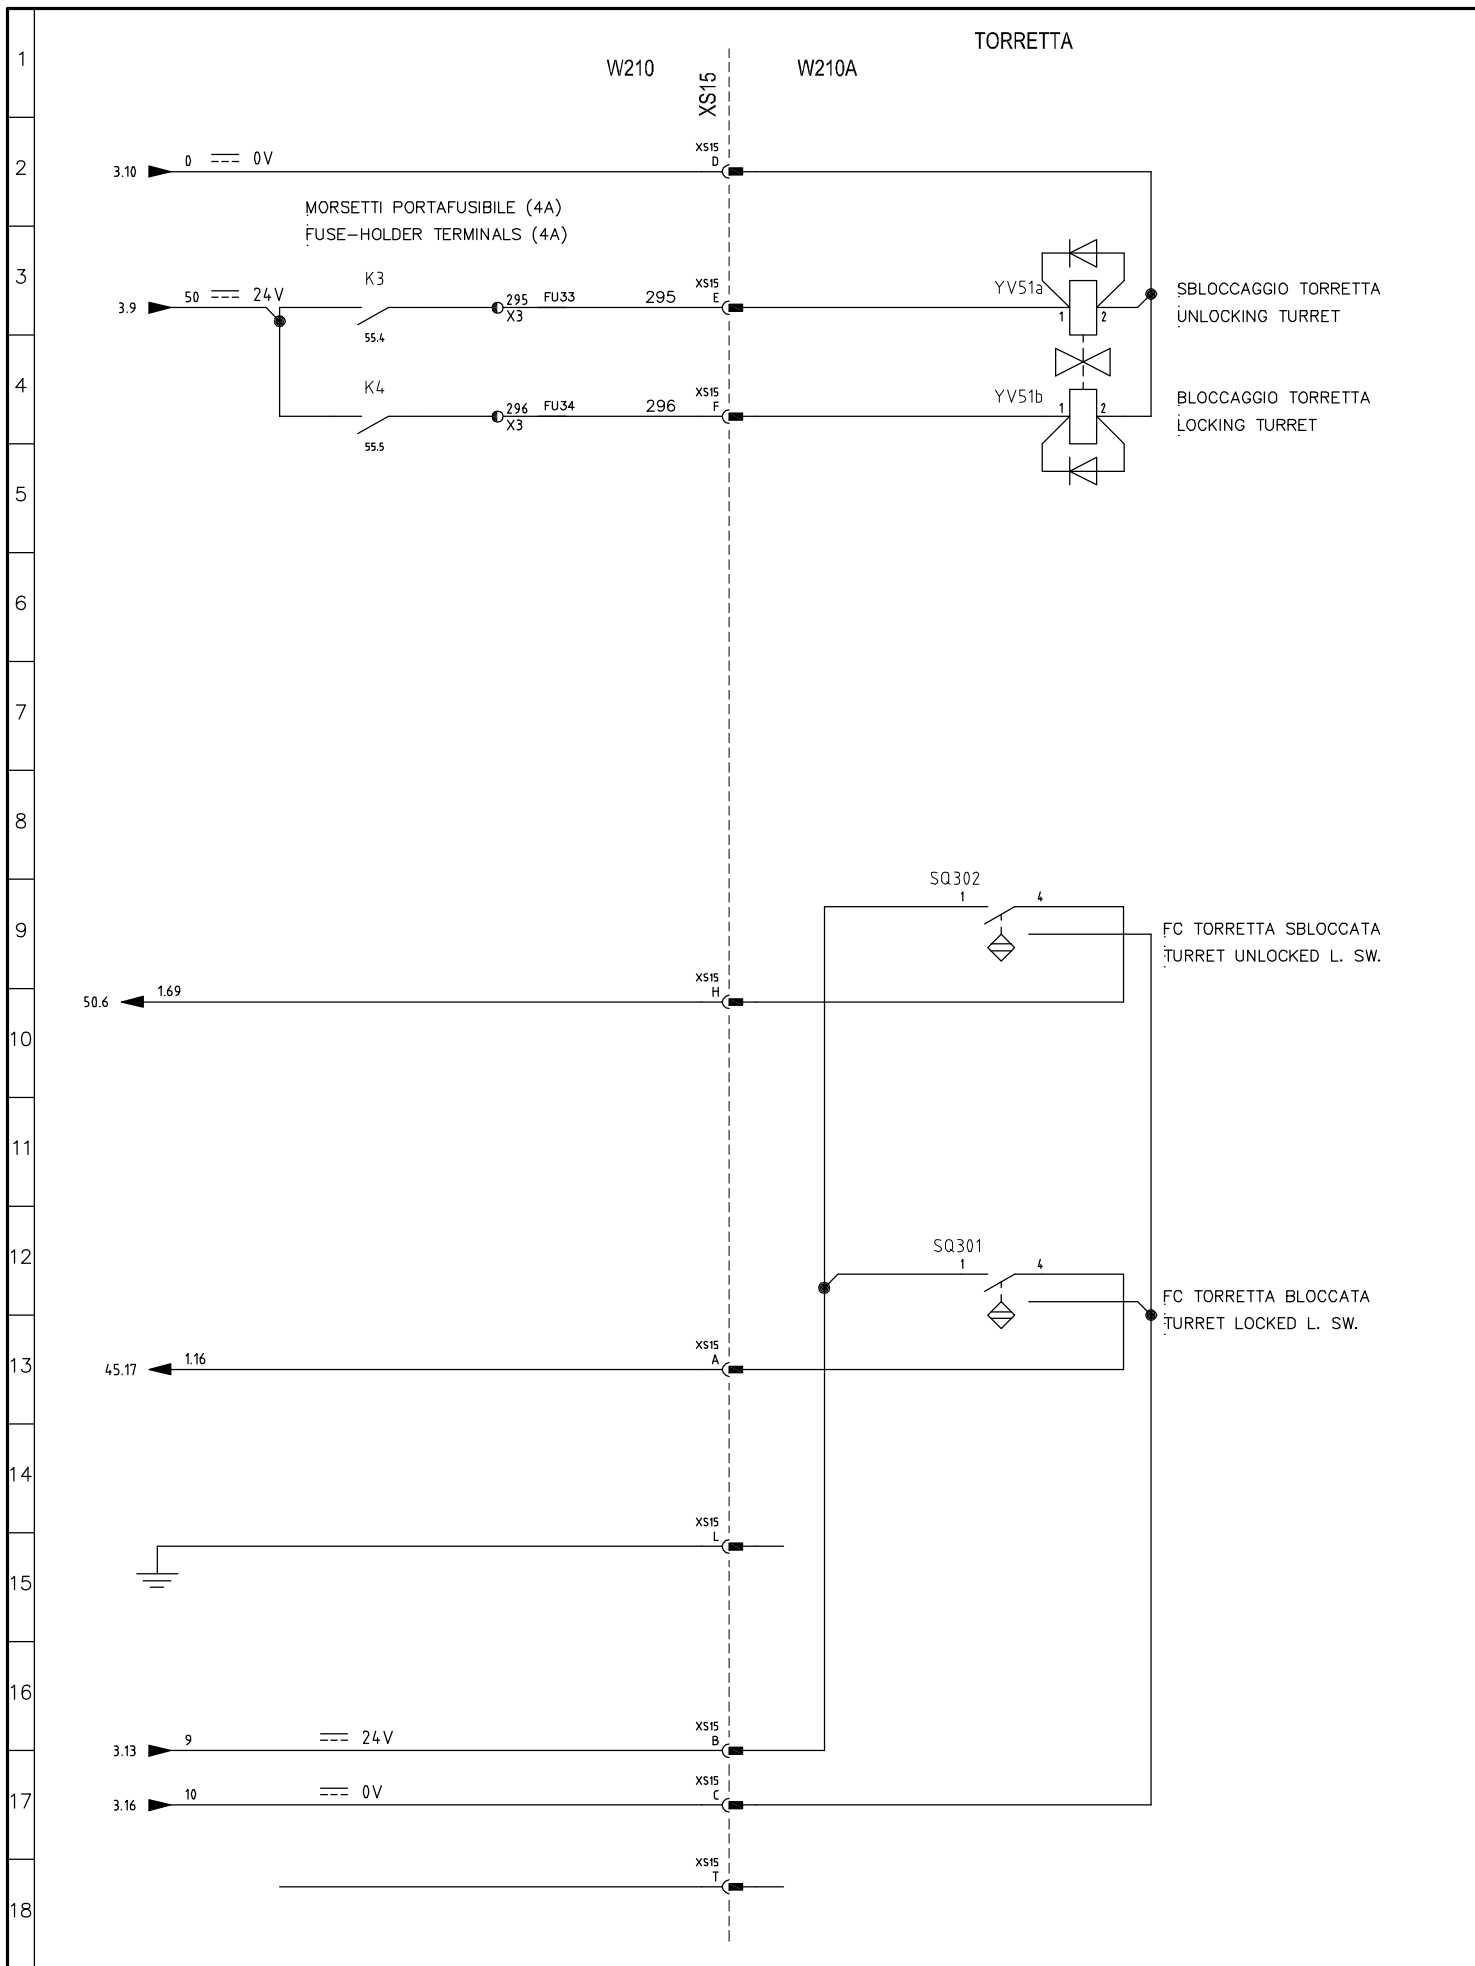 TORRETTA
1
W210
XS15
W210A
XS15
2
3.10
0
0V
D
MORSETTI PORTAFUSIBILE (4A)
FUSE-HOLDER TERMINALS (4A)
3
K3
XS15
3.9
50
24V
295
FU33
295
E
X3
55.4
YV51a
1
2
SBLOCCAGGIO TORRETTA
UNLOCKING TURRET
4
K4
XS15
296
FU34
296
F
X3
55.5
YV51b
1
2
BLOCCAGGIO TORRETTA
LOCKING TURRET
5
6
7
8
SQ302
1
4
9
FC TORRETTA SBLOCCATA
TURRET UNLOCKED L. SW.
XS15
50.6
1.69
H
10
11
12
SQ301
1
4
FC TORRETTA BLOCCATA
TURRET LOCKED L. SW.
XS15
13
45.17
1.16
A
14
XS15
L
15
16
XS15
3.13
9
24V
B
XS15
17
3.16
10
0V
C
XS15
T
18